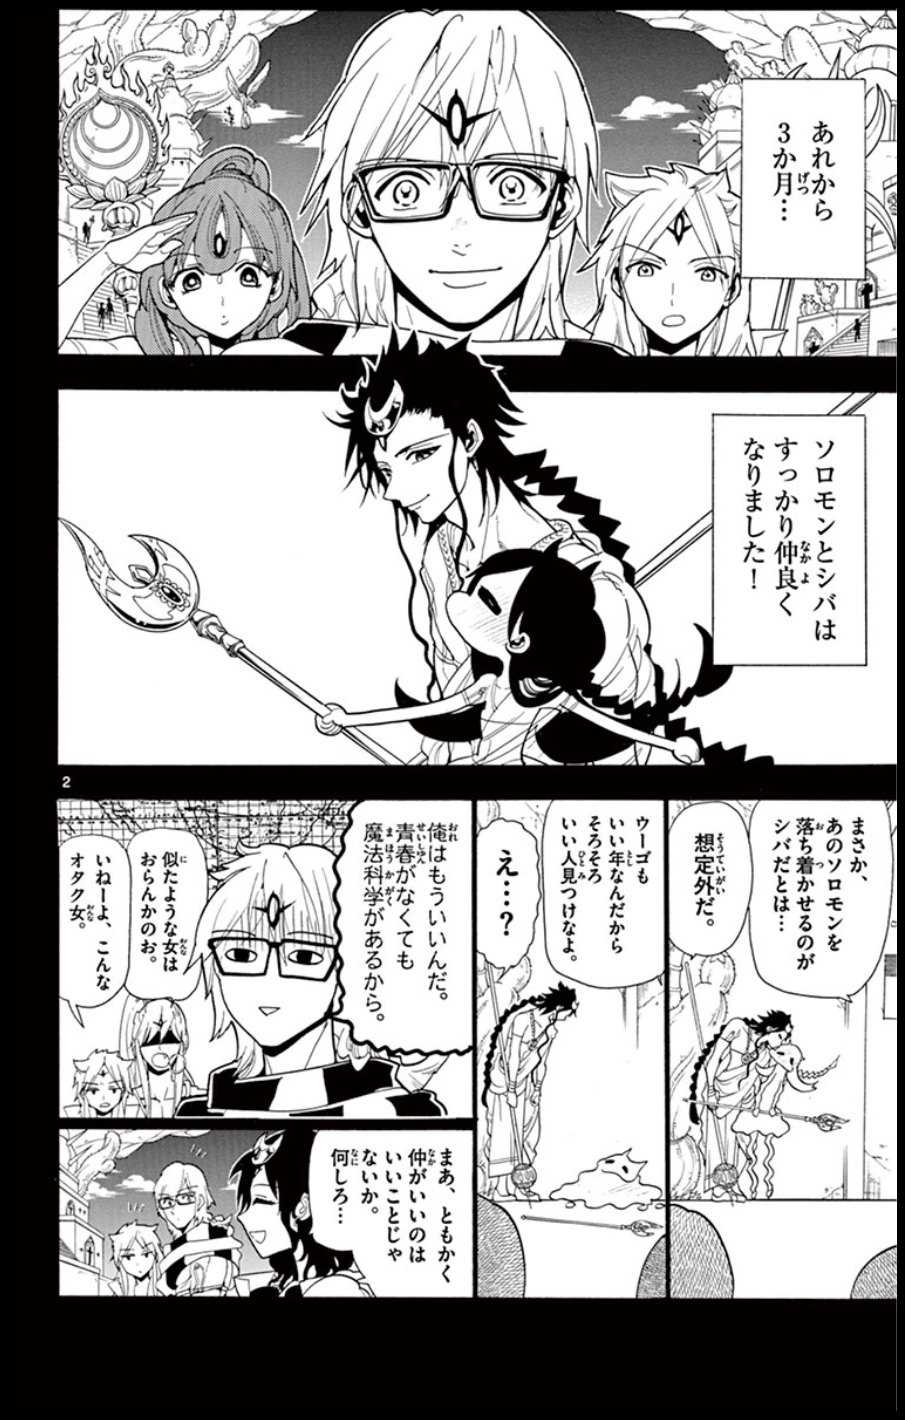 あれから
3か月…
ソロモンとシバは
すっかり仲良く
なりました!
2
まさか、
あのソロモンを
落ち着かせるのが
シバだとは…
想定外だ。
ウーゴも
いい年なんだから
そろそろ
いい人見つけなよ。
え…?
俺はもういいんだ。
青春がなくても
魔法科学があるから。
似たような女は
おらんかのお。
いねーよ、こんな
オタク女。
まあ、ともかく
仲がいいのは
いいことじゃ
ないか。
何しろ…